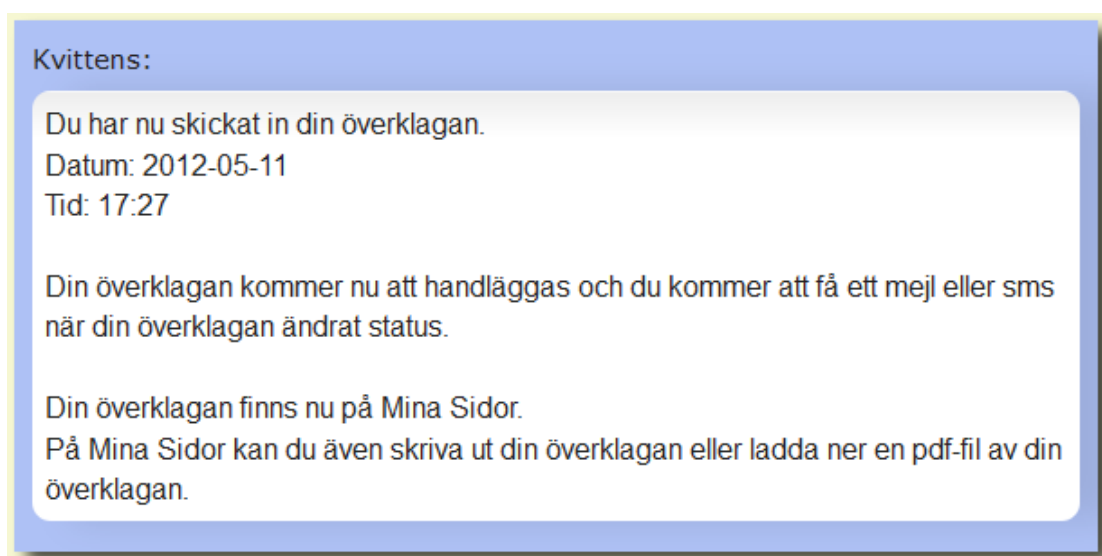 Kvittens:
Du har nu skickat in din överklagan.
Datum: 2012-05-11
Tid: 17:27
Din överklagan kommer nu att handläggas och du kommer att få ett mejl eller sms
när din överklagan ändrat status.
Din överklagan finns nu på Mina Sidor.
På Mina Sidor kan du även skriva ut din överklagan eller ladda ner en pdf-fil av din
överklagan.